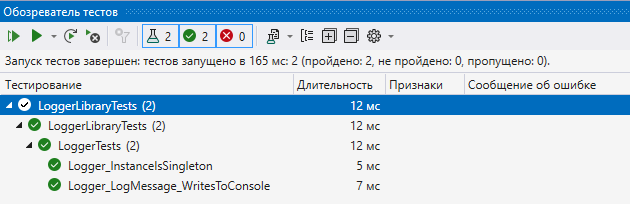 Обозреватель тестов
2 2 0
Запуск тестов завершен: тестов запущено в 165 мс: 2 (пройдено: 2, не пройдено: 0, пропущено: 0).
Тестирование Длительность Признаки Сообщение об ошибке
LoggerLibraryTests (2) 12 мс
LoggerLibraryTests (2) 12 мс
LoggerTests (2) 12 мс
Logger_InstanceIsSingleton 5 мс
Logger_LogMessage_WritesToConsole 7 мс